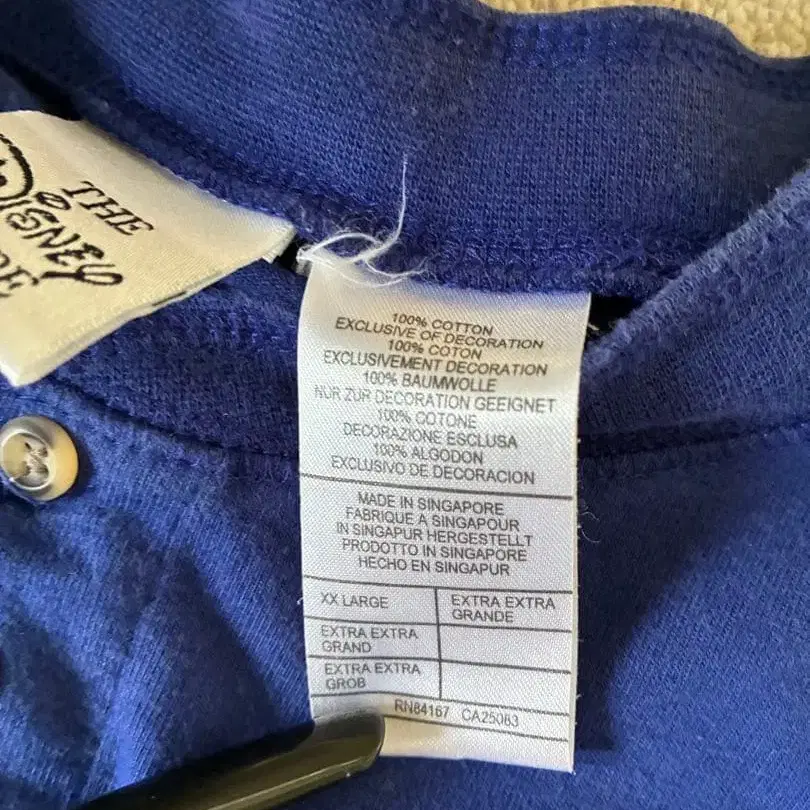 THE
DISNEY
100% COTTON
EXCLUSIVE OF DECORATION
100% COTON
EXCLUSIVEMENT DECORATION
100% BAUMWOLLE
NUR ZUR DECORATION GEEIGNET
100% COTONE
DECORAZIONE ESCLUSA
100% ALGODON
EXCLUSIVO DE DECORACION
MADE IN SINGAPORE
FABRIQUE A SINGAPOUR
IN SINGAPUR HERGESTELLT
PRODOTTO IN SINGAPORE
HECHO EN SINGAPUR
XX LARGE
EXTRA EXTRA
GRANDE
EXTRA EXTRA
GRAND
EXTRA EXTRA
GROB
RN84167 CA25083